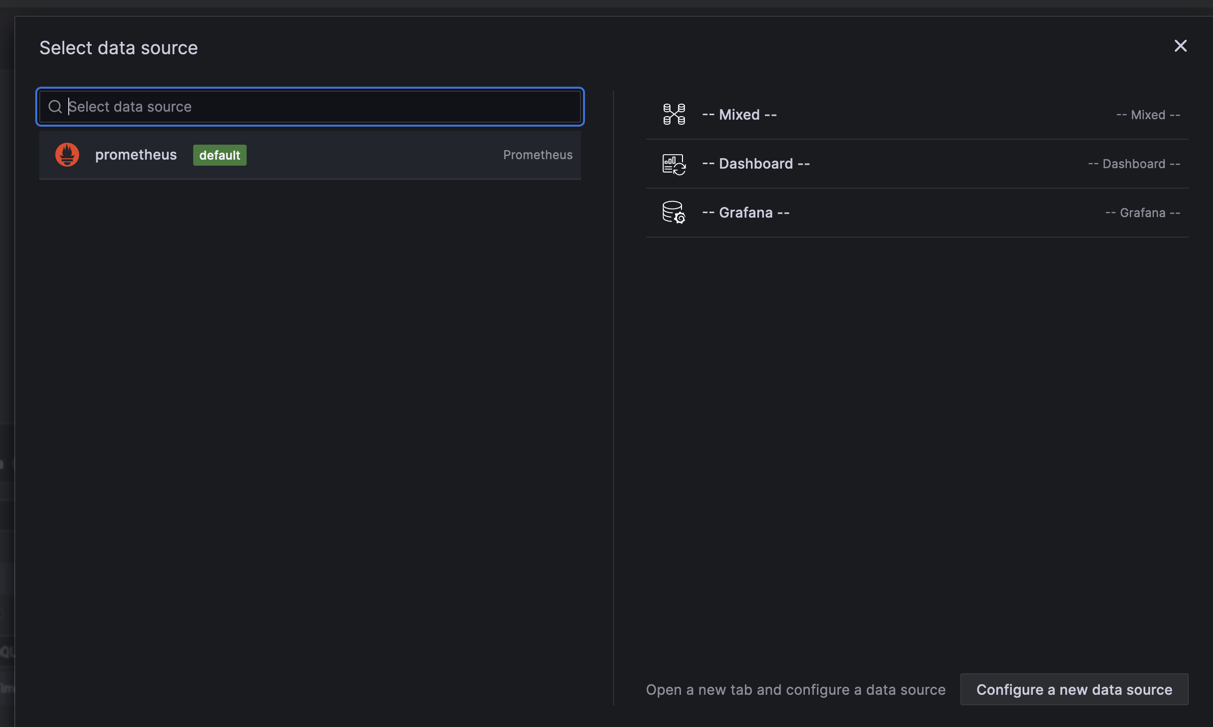 Select data source
Select data source
prometheus default Prometheus
-- Mixed -- -- Mixed --
-- Dashboard -- -- Dashboard --
-- Grafana -- -- Grafana --
Open a new tab and configure a data source Configure a new data source